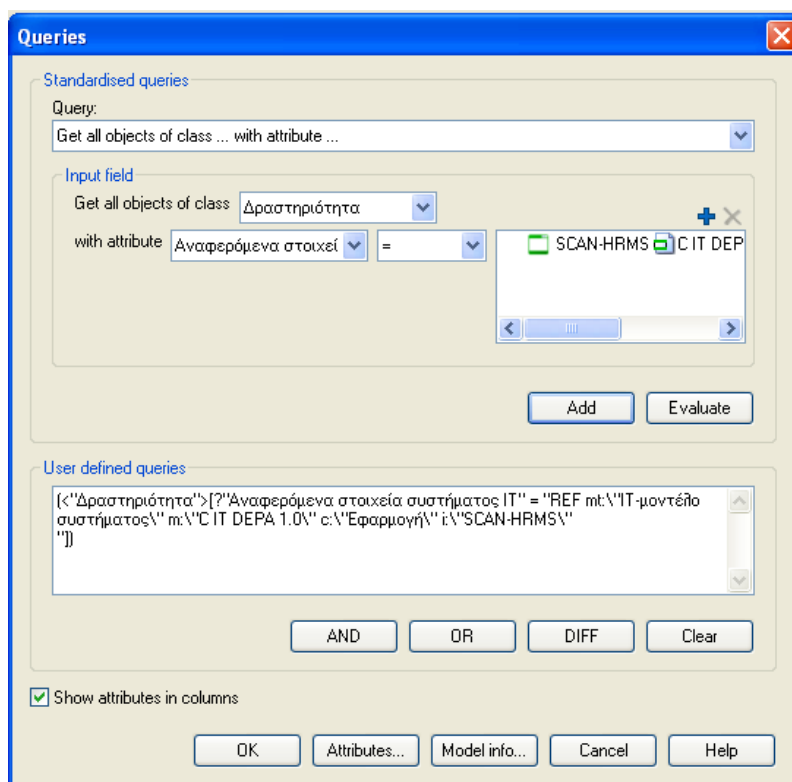 Queries
Standardised queries
Query:
Get all objects of class ... with attribute ...
Input field
Get all objects of class Δραστηριότητα
with attribute Αναφερόμενα στοιχεί = SCAN-HRMS C IT DEP
Add Evaluate
User defined queries
(<"Δραστηριότητα">[?"Αναφερόμενα στοιχεία συστήματος IT" = "REF mt:\"IT-μοντέλο
συστήματος\" m:\"C IT DEPA 1.0\" c:\"Εφαρμογή\" i:\"SCAN-HRMS\"
"])
AND OR DIFF Clear
Show attributes in columns
OK Attributes... Model info... Cancel Help